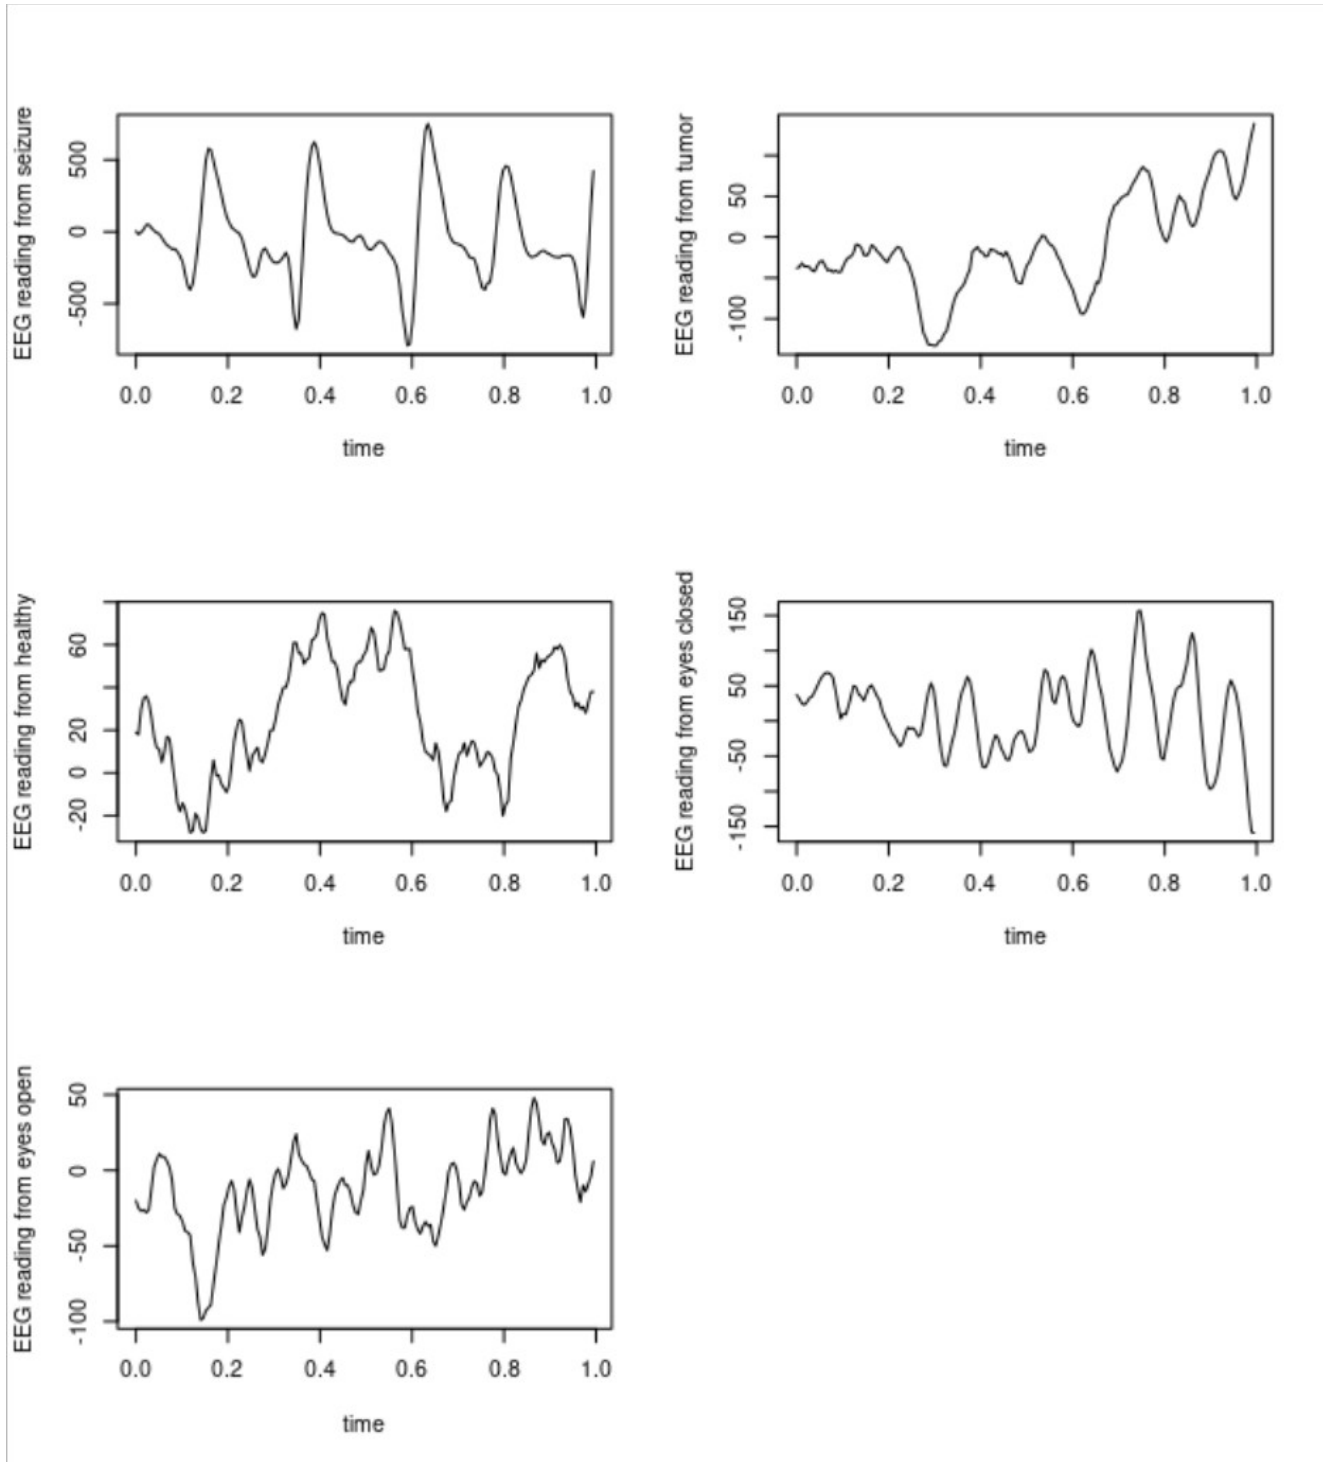 EEG reading from seizure
500
0
-500
0.0 0.2 0.4 0.6 0.8 1.0
time
EEG reading from tumor
50
0
-100
0.0 0.2 0.4 0.6 0.8 1.0
time
EEG reading from healthy
60
20
0
-20
0.0 0.2 0.4 0.6 0.8 1.0
time
EEG reading from eyes closed
150
50
-50
-150
0.0 0.2 0.4 0.6 0.8 1.0
time
EEG reading from eyes open
50
0
-50
-100
0.0 0.2 0.4 0.6 0.8 1.0
time